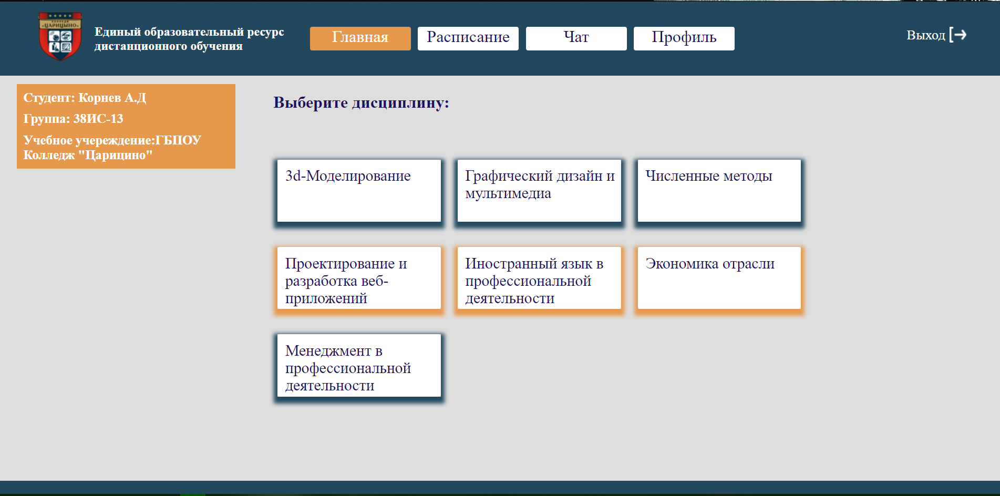 КОЛЛЕДЖ
«ЦАРИЦЫНО»
Единый образовательный ресурс
дистанционного обучения
Главная
Расписание
Чат
Профиль
Выход
Студент: Корнев А.Д
Группа: 38ИС-13
Учебное учереждение:ГБПОУ
Колледж "Царицино"
Выберите дисциплину:
3d-Моделирование
Графический дизайн и
мультимедиа
Численные методы
Проектирование и
разработка веб-
приложений
Иностранный язык в
профессиональной
деятельности
Экономика отрасли
Менеджмент в
профессиональной
деятельности